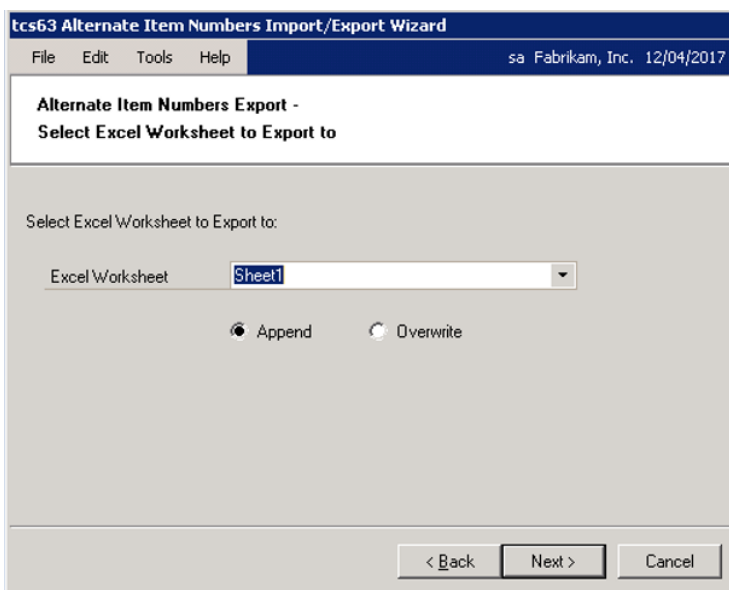 tcs63 Alternate Item Numbers Import/Export Wizard
File Edit Tools Help sa Fabrikam, Inc. 12/04/2017
Alternate Item Numbers Export -
Select Excel Worksheet to Export to
Select Excel Worksheet to Export to:
Excel Worksheet Sheet1
Append Overwrite
< Back Next > Cancel